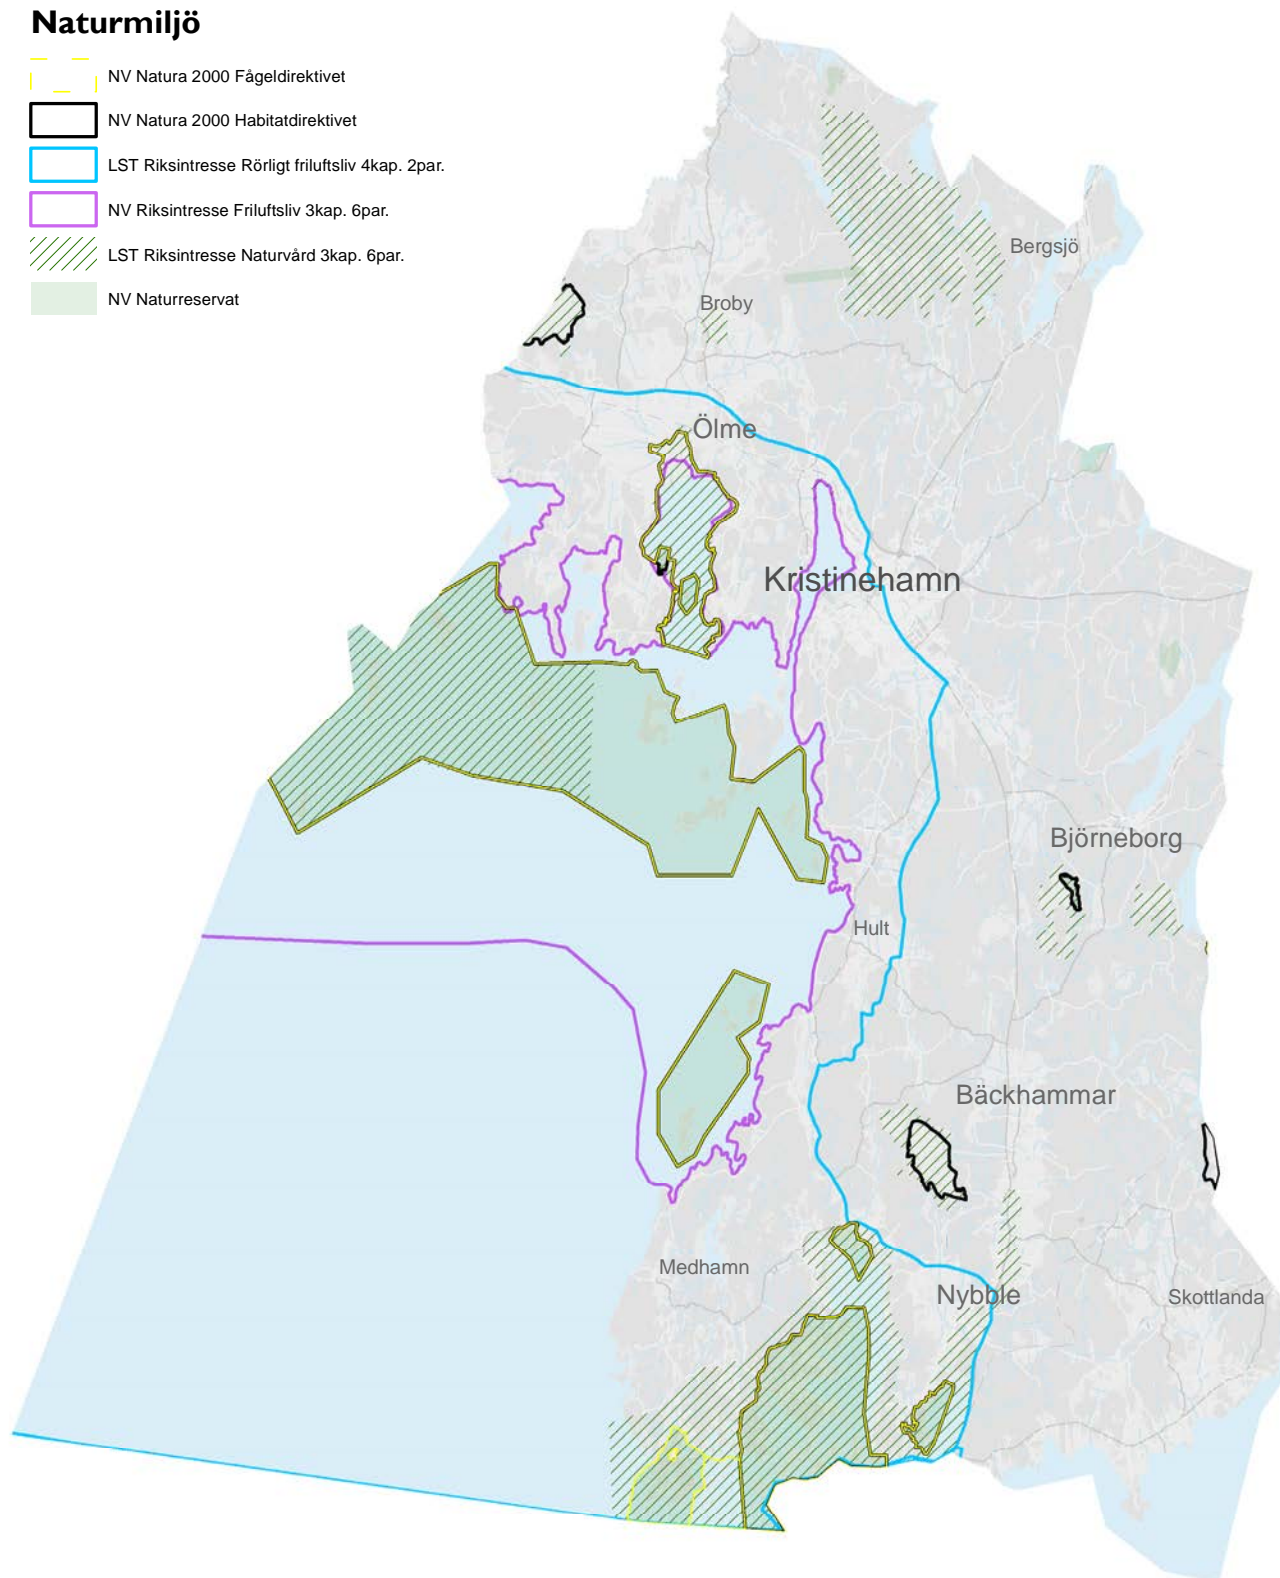 Naturmiljö
NV Natura 2000 Fågeldirektivet
NV Natura 2000 Habitatdirektivet
LST Riksintresse Rörligt friluftsliv 4kap. 2par.
NV Riksintresse Friluftsliv 3kap. 6par.
LST Riksintresse Naturvård 3kap. 6par.
NV Naturreservat
Bergsjö
Broby
Ölme
Kristinehamn
Björneborg
Hult
Bäckhammar
Medhamn
Nybble
Skottlanda